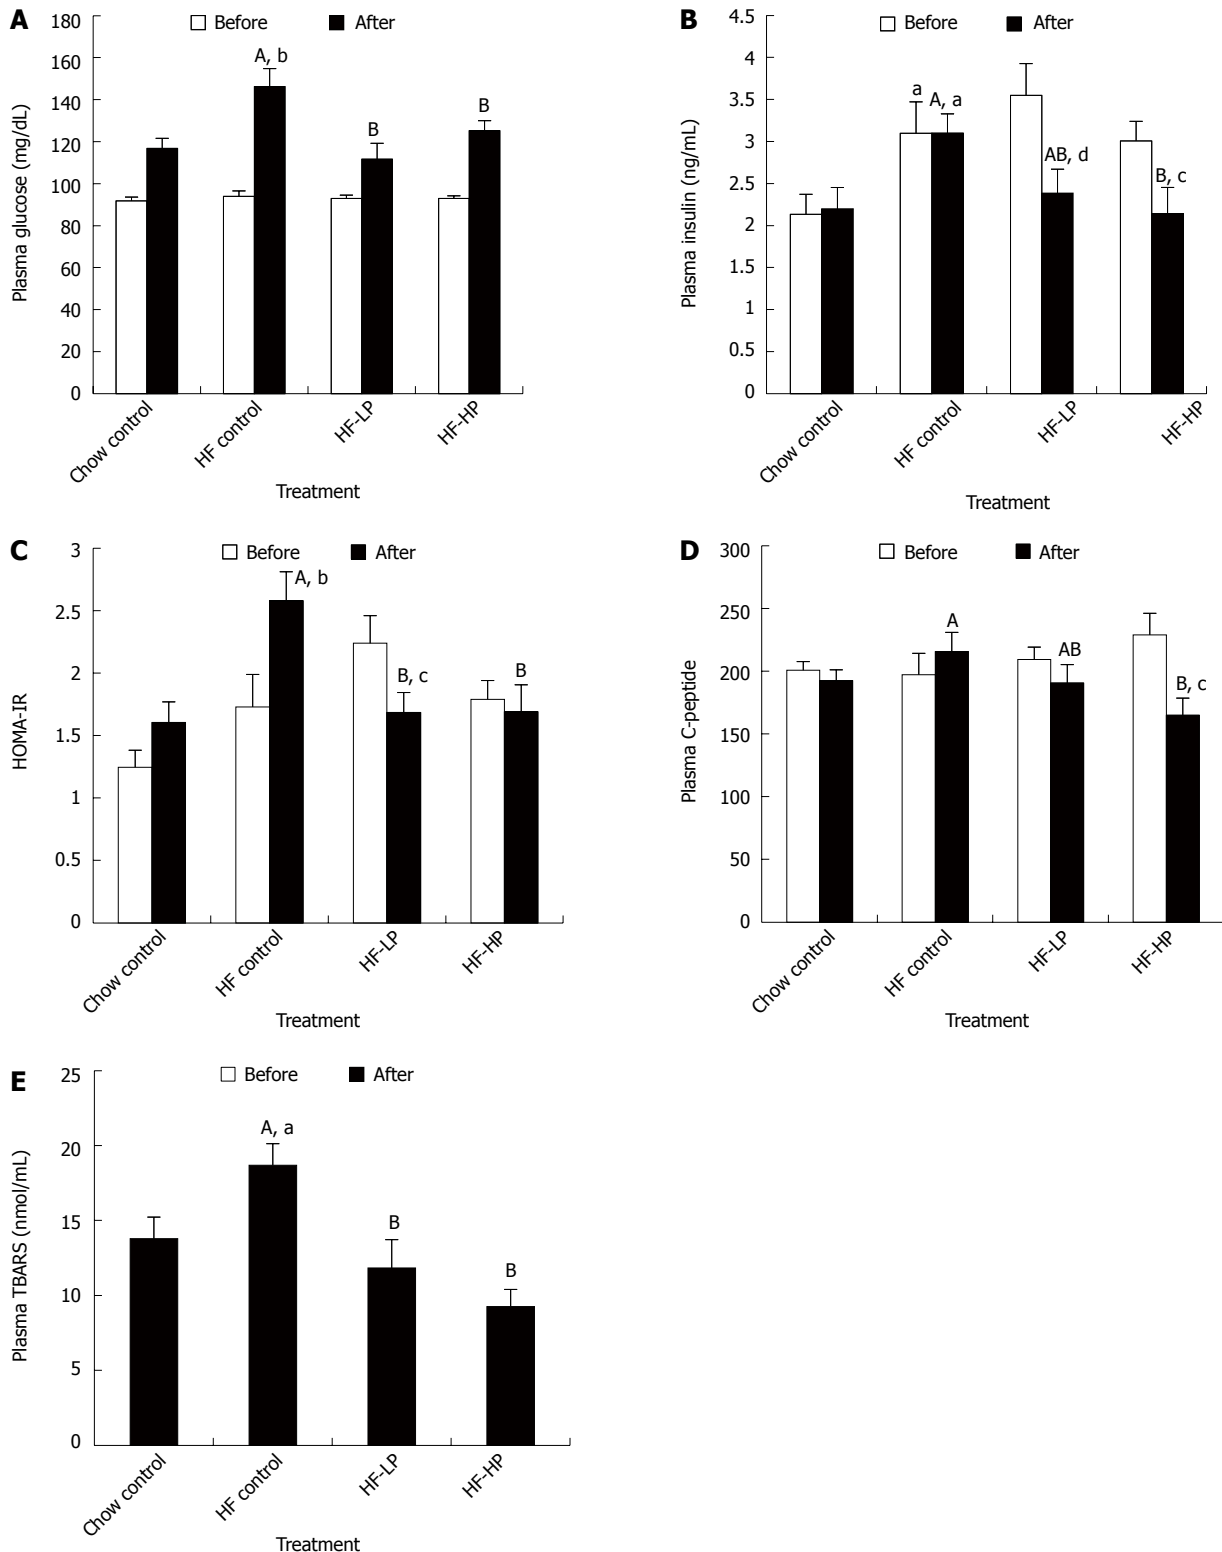 A
Before After
Plasma glucose (mg/dL)
180
160
140
120
100
80
60
40
20
0
A, b
B
B
Chow control
HF control
HF-LP
HF-HP
Treatment
B
Before After
Plasma insulin (ng/mL)
4.5
4
3.5
3
2.5
2
1.5
1
0.5
0
a
A, a
AB, d
B, c
Chow control
HF control
HF-LP
HF-HP
Treatment
C
Before After
HOMA-IR
3
2.5
2
1.5
1
0.5
0
A, b
B, c
B
Chow control
HF control
HF-LP
HF-HP
Treatment
D
Before After
Plasma C-peptide
300
250
200
150
100
50
0
A
AB
B, c
Chow control
HF control
HF-LP
HF-HP
Treatment
E
Before After
Plasma TBARS (nmol/mL)
25
20
15
10
5
0
A, a
B
B
Chow control
HF control
HF-LP
HF-HP
Treatment